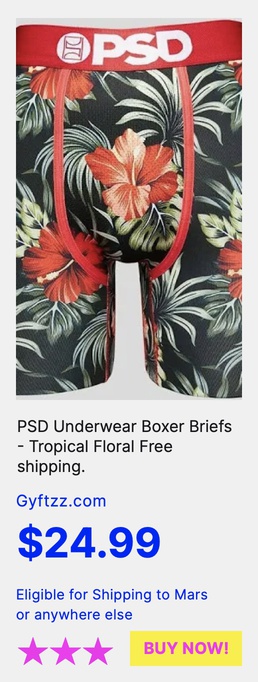 PSD
PSD Underwear Boxer Briefs
- Tropical Floral Free
shipping.
Gyftzz.com
$24.99
Eligible for Shipping to Mars
or anywhere else
BUY NOW!